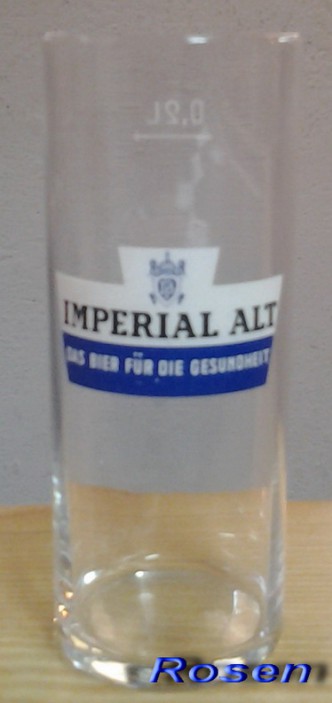 0,2L
IMPERIAL ALT
DAS BIER FÜR DIE GESUNDHEIT
Rosen